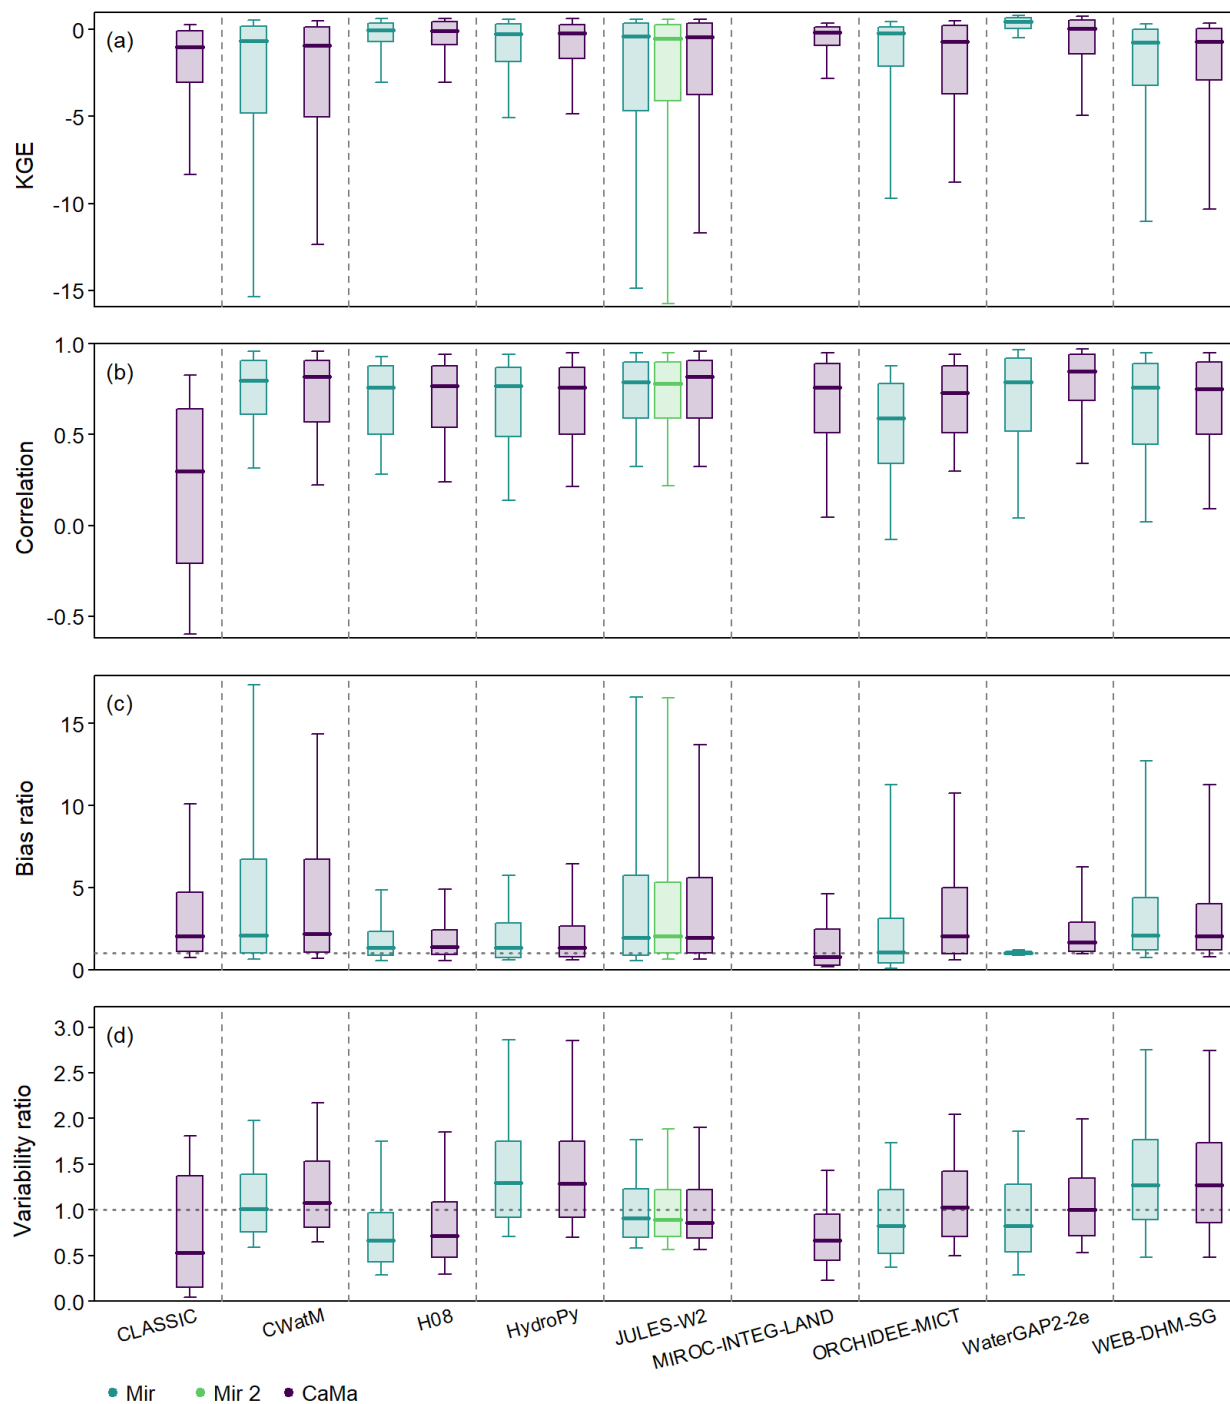 (a)
0
-5
-10
-15
KGE
(b)
1.0
0.5
0.0
-0.5
Correlation
(c)
15
10
5
0
Bias ratio
(d)
3.0
2.5
2.0
1.5
1.0
0.5
0.0
Variability ratio
CLASSIC
CWatM
H08
HydroPy
JULES-W2
MIROC-INTEG-LAND
ORCHIDEE-MICT
WaterGAP2-2e
WEB-DHM-SG
Mir Mir 2 CaMa